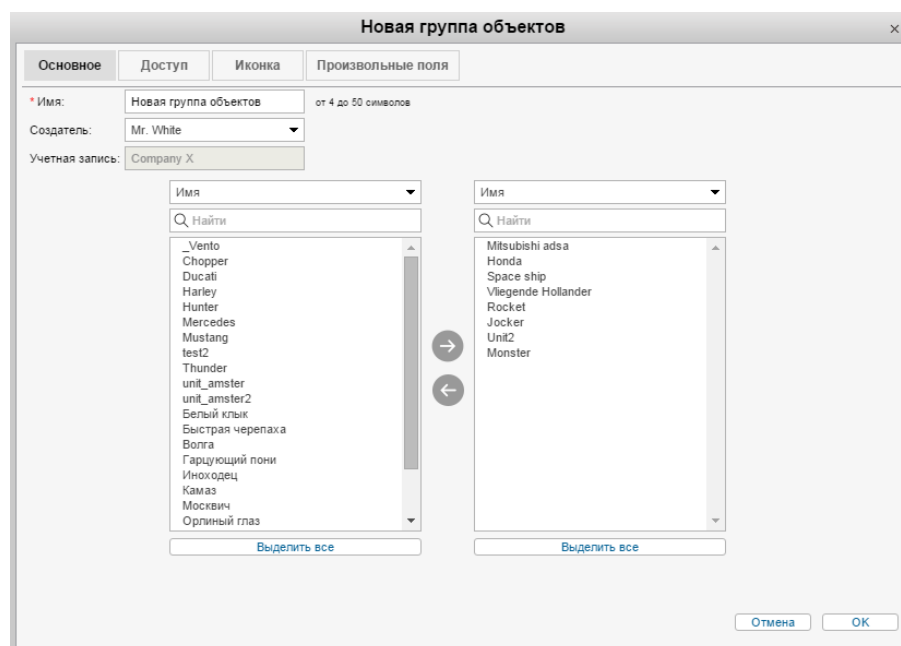 Новая группа объектов
Основное Доступ Иконка Произвольные поля
* Имя: Новая группа объектов от 4 до 50 символов
Создатель: Mr. White
Учетная запись: Company X
Имя
Найти
_Vento
Chopper
Ducati
Harley
Hunter
Mercedes
Mustang
test2
Thunder
unit_amster
unit_amster2
Белый клык
Быстрая черепаха
Волга
Гарцующий пони
Иноходец
Камаз
Москвич
Орлиный глаз
Выделить все
Имя
Найти
Mitsubishi adsa
Honda
Space ship
Vliegende Hollander
Rocket
Jocker
Unit2
Monster
Выделить все
Отмена OK